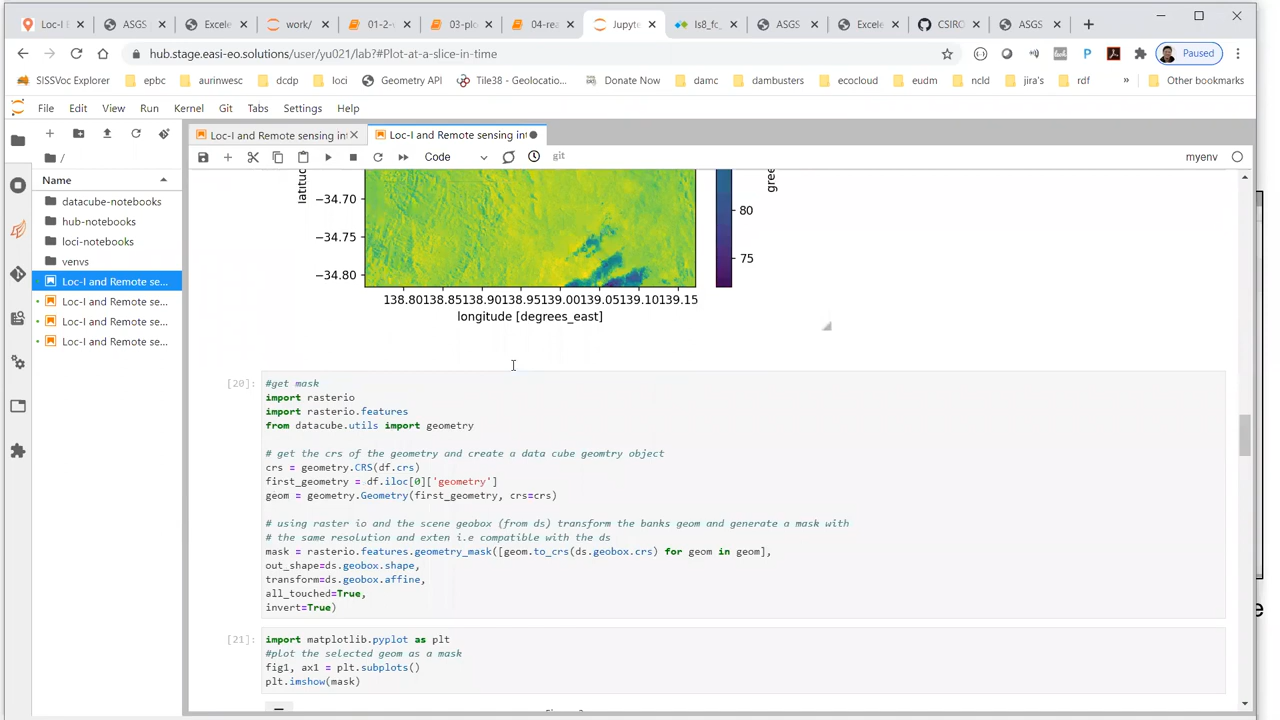 Loc-I
ASGS
Excele
work/
01-2-v
03-plo
04-rea
Jupyte
ls8_fc_
ASGS
Excele
CSIRO
ASGS
hub.stage.easi-eo.solutions/user/yu021/lab?#Plot-at-a-slice-in-time
Paused
SISSVoc Explorer
epbc
aurinwesc
dcdp
loci
Geometry API
Tile38 - Geolocatio...
Donate Now
damc
dambusters
ecocloud
eudm
ncld
jira's
rdf
»
Other bookmarks
File Edit View Run Kernel Git Tabs Settings Help
Loc-I and Remote sensing int
Loc-I and Remote sensing int
Code
git
myenv
/
Name
datacube-notebooks
hub-notebooks
loci-notebooks
venvs
Loc-I and Remote se...
Loc-I and Remote se...
Loc-I and Remote se...
Loc-I and Remote se...
latitu
−34.70
−34.75
−34.80
138.80138.85138.90138.95139.00139.05139.10139.15
longitude [degrees_east]
80
75
gree
[20]:
#get mask
import rasterio
import rasterio.features
from datacube.utils import geometry
# get the crs of the geometry and create a data cube geomtry object
crs = geometry.CRS(df.crs)
first_geometry = df.iloc[0]['geometry']
geom = geometry.Geometry(first_geometry, crs=crs)
# using raster io and the scene geobox (from ds) transform the banks geom and generate a mask with
# the same resolution and exten i.e compatible with the ds
mask = rasterio.features.geometry_mask([geom.to_crs(ds.geobox.crs) for geom in geom],
out_shape=ds.geobox.shape,
transform=ds.geobox.affine,
all_touched=True,
invert=True)
[21]:
import matplotlib.pyplot as plt
#plot the selected geom as a mask
fig1, ax1 = plt.subplots()
plt.imshow(mask)